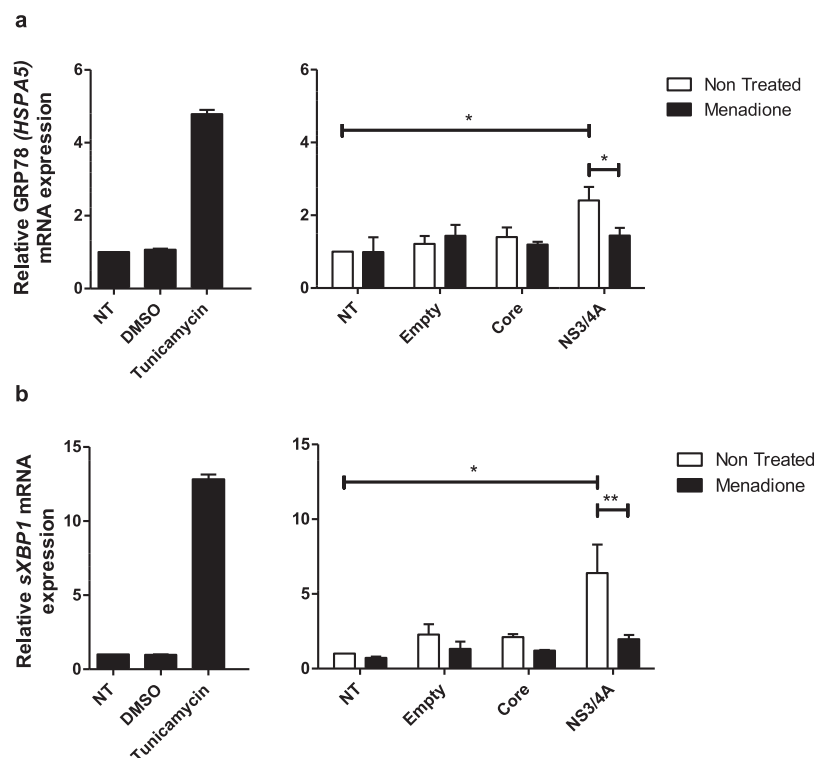 a
Relative GRP78 (HSPA5)
mRNA expression
6
4
2
0
NT
DMSO
Tunicamycin
6
4
2
0
*
*
NT
Empty
Core
NS3/4A
Non Treated
Menadione
b
Relative sXBP1 mRNA
expression
15
10
5
0
NT
DMSO
Tunicamycin
15
10
5
0
*
**
NT
Empty
Core
NS3/4A
Non Treated
Menadione